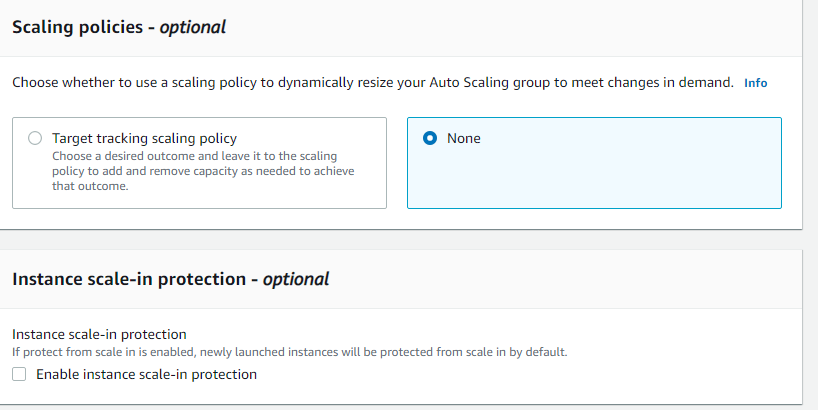 Scaling policies - optional
Choose whether to use a scaling policy to dynamically resize your Auto Scaling group to meet changes in demand. Info
Target tracking scaling policy
Choose a desired outcome and leave it to the scaling
policy to add and remove capacity as needed to achieve
that outcome.
None
Instance scale-in protection - optional
Instance scale-in protection
If protect from scale in is enabled, newly launched instances will be protected from scale in by default.
Enable instance scale-in protection